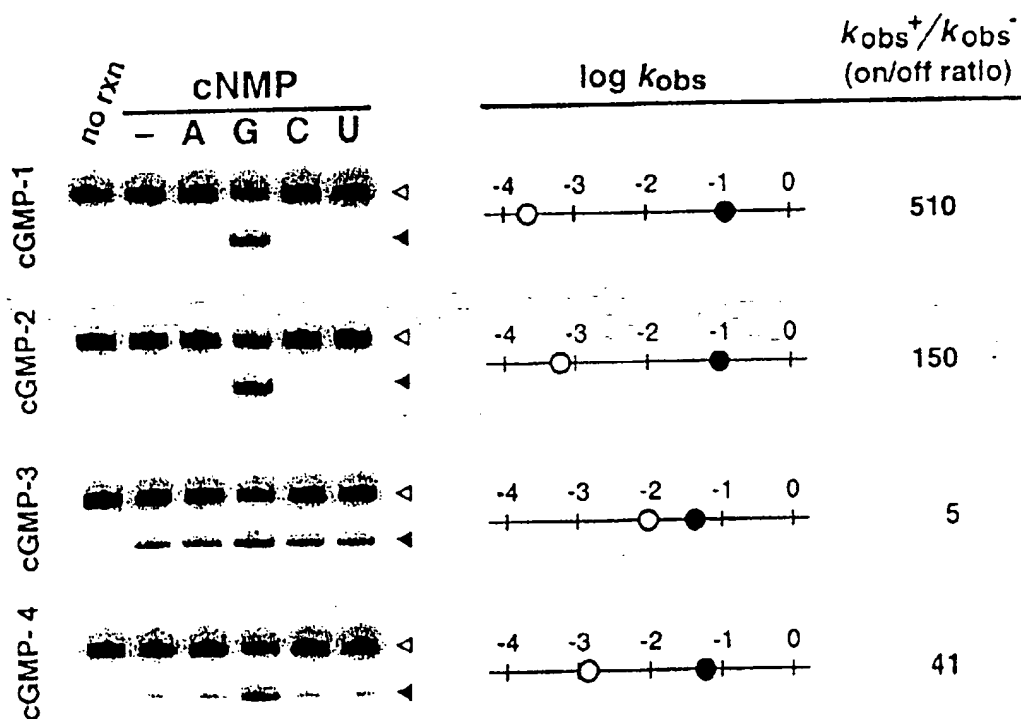 kobs+/kobs-
(on/off ratio)
log kobs
cNMP
no rxn
– A G C U
cGMP-1
-4 -3 -2 -1 0
510
cGMP-2
-4 -3 -2 -1 0
150
cGMP-3
-4 -3 -2 -1 0
5
cGMP-4
-4 -3 -2 -1 0
41